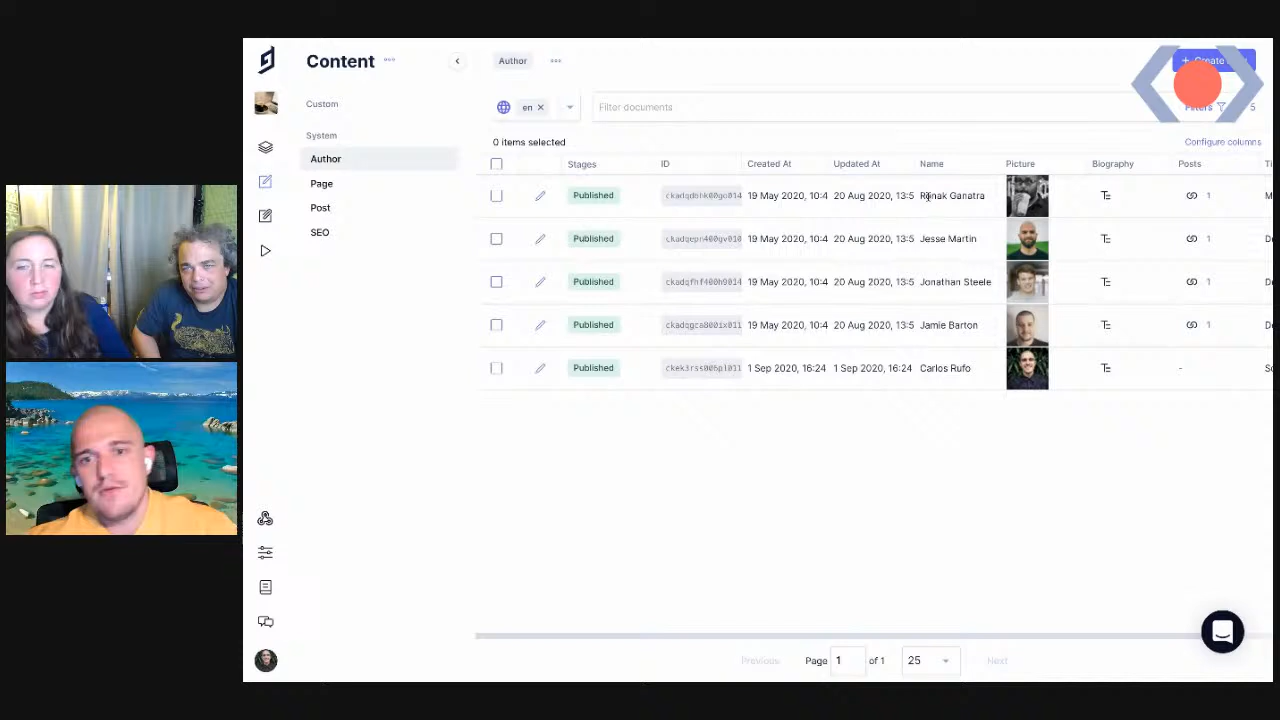 Content
Author
Create
Custom
en
Filter documents
Filters
5
System
0 items selected
Configure columns
Author
Stages ID Created At Updated At Name Picture Biography Posts
Page
Published 19 May 2020, 10:4 20 Aug 2020, 13:5 Ronak Ganatra 1
Post
SEO
Published 19 May 2020, 10:4 20 Aug 2020, 13:5 Jesse Martin 1
Published 19 May 2020, 10:4 20 Aug 2020, 13:5 Jonathan Steele 1
Published 19 May 2020, 10:4 20 Aug 2020, 13:5 Jamie Barton 1
Published 1 Sep 2020, 16:24 1 Sep 2020, 16:24 Carlos Rufo -
Previous Page 1 of 1 25 Next